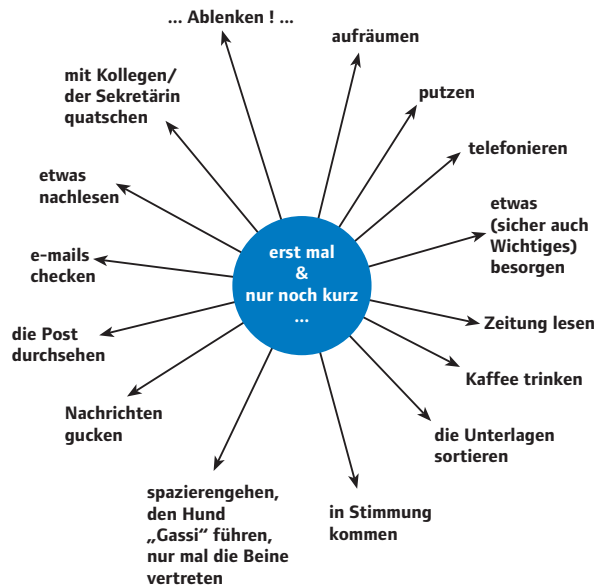 ... Ablenken ! ...
aufräumen
putzen
telefonieren
etwas
(sicher auch
Wichtiges)
besorgen
Zeitung lesen
Kaffee trinken
die Unterlagen
sortieren
in Stimmung
kommen
spazierengehen,
den Hund
„Gassi“ führen,
nur mal die Beine
vertreten
Nachrichten
gucken
die Post
durchsehen
e-mails
checken
etwas
nachlesen
mit Kollegen/
der Sekretärin
quatschen
erst mal
&
nur noch kurz
...